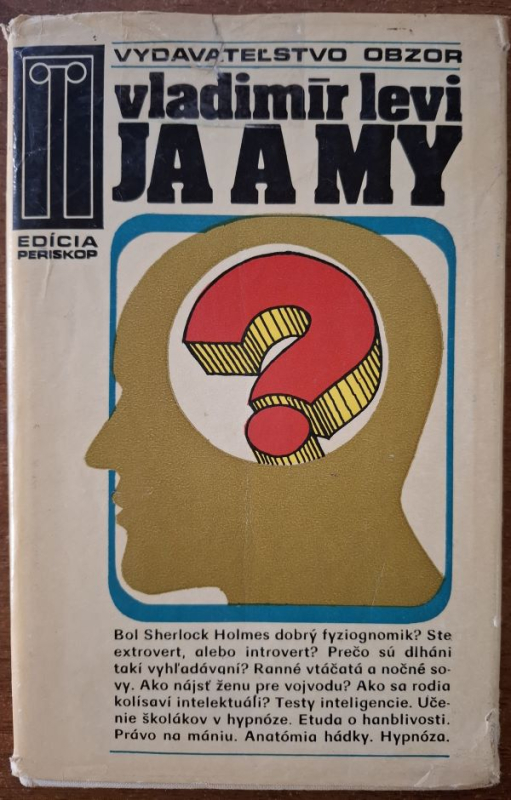 VYDAVATEĽSTVO OBZOR
vladimír levi
JA A MY
EDÍCIA
PERISKOP
Bol Sherlock Holmes dobrý fyziognomik? Ste
extrovert, alebo introvert? Prečo sú dlháni
takí vyhľadávaní? Ranné vtáčatá a nočné so-
vy. Ako nájsť ženu pre vojvodu? Ako sa rodia
kolísaví intelektuáli? Testy inteligencie. Uče-
nie školákov v hypnóze. Etuda o hanblivosti.
Právo na mániu. Anatómia hádky. Hypnóza.